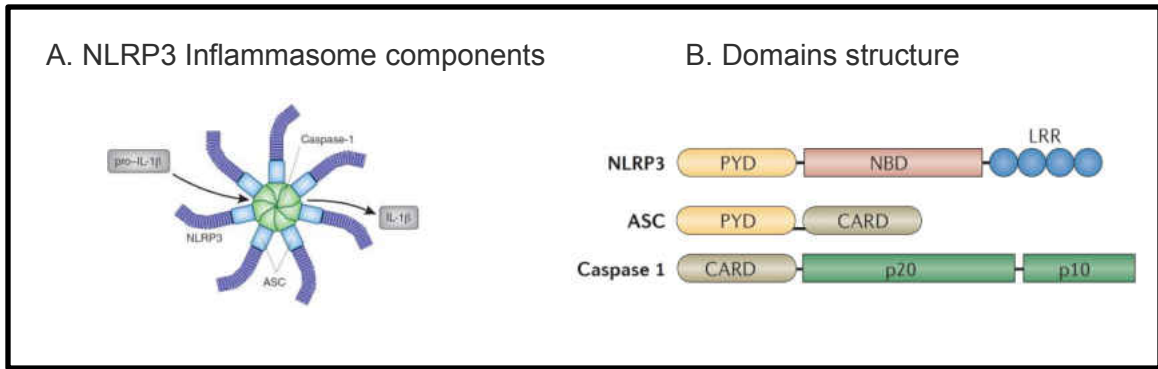 A. NLRP3 Inflammasome components
Caspase-1
pro–IL-1β
IL-1β
NLRP3
ASC
B. Domains structure
LRR
NLRP3 PYD NBD
ASC PYD CARD
Caspase 1 CARD p20 p10